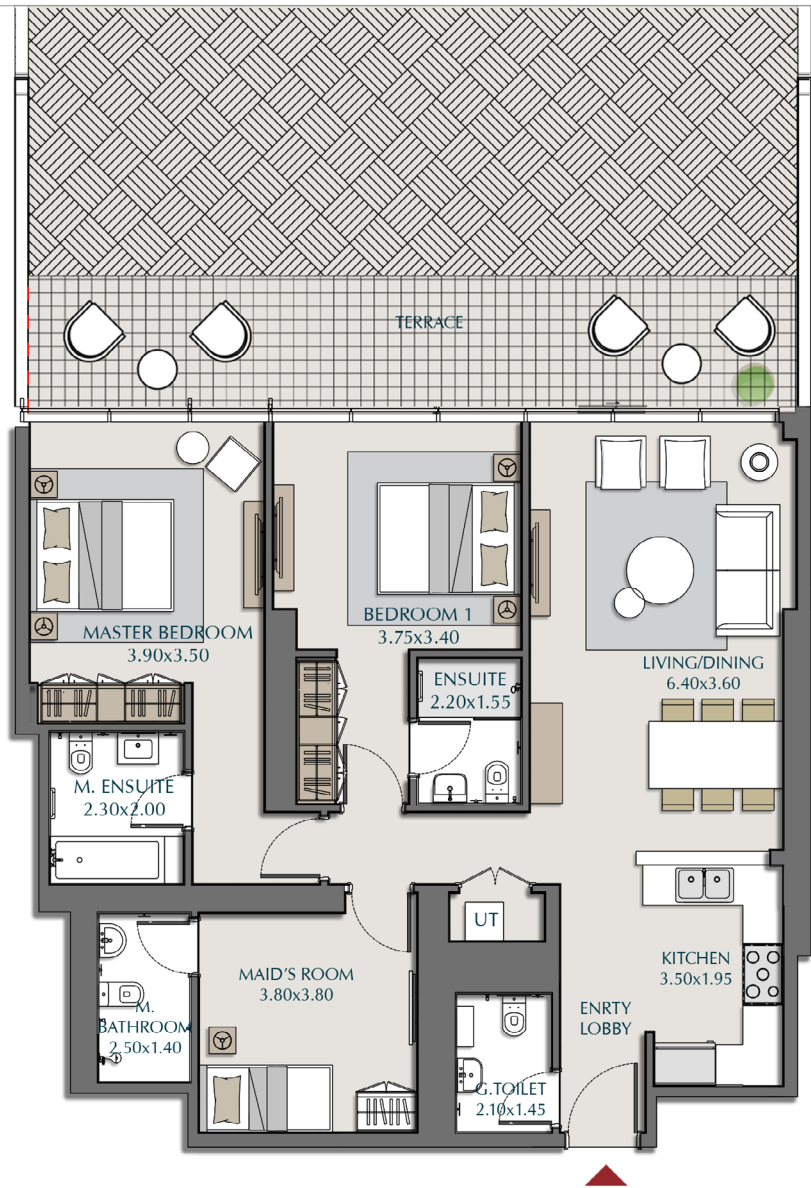 TERRACE
MASTER BEDROOM
3.90x3.50
BEDROOM 1
3.75x3.40
ENSUITE
2.20x1.55
LIVING/DINING
6.40x3.60
M. ENSUITE
2.30x2.00
UT
KITCHEN
3.50x1.95
MAID'S ROOM
3.80x3.80
M.
BATHROOM
2.50x1.40
ENRTY
LOBBY
G.TOILET
2.10x1.45